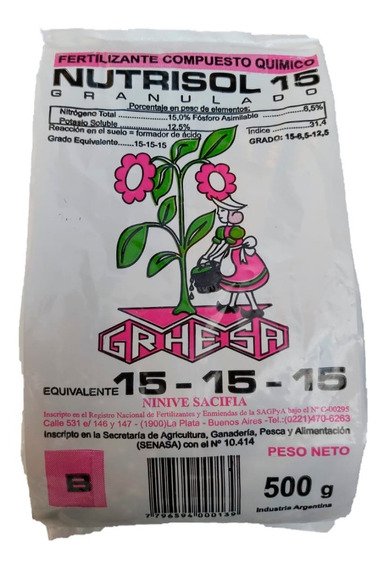 FERTILIZANTE COMPUESTO QUIMICO
NUTRISOL 15
GRANULADO
Porcentaje en peso de elementos:
Nitrógeno Total .................... 15,0% Fósforo Asimilable .................... 6,5%
Potasio Soluble .................... 12,5%
Reacción en el suelo = formador de ácido Indice .................... 31,4
Grado Equivalente......15-15-15 GRADO: 15-6,5-12,5
GRHESA
EQUIVALENTE 15 - 15 - 15
NINIVE SACIFIA
Inscripto en el Registro Nacional de Fertilizantes y Enmiendas de la SAGPyA bajo el Nº C-00295
Calle 531 e/ 146 y 147 - (1900)La Plata - Buenos Aires -Tel.:(0221)470-6263
Inscripto en la Secretaría de Agricultura, Ganadería, Pesca y Alimentación
(SENASA) con el Nº 10.414
PESO NETO
B
500 g
Industria Argentina
7 796394 000139